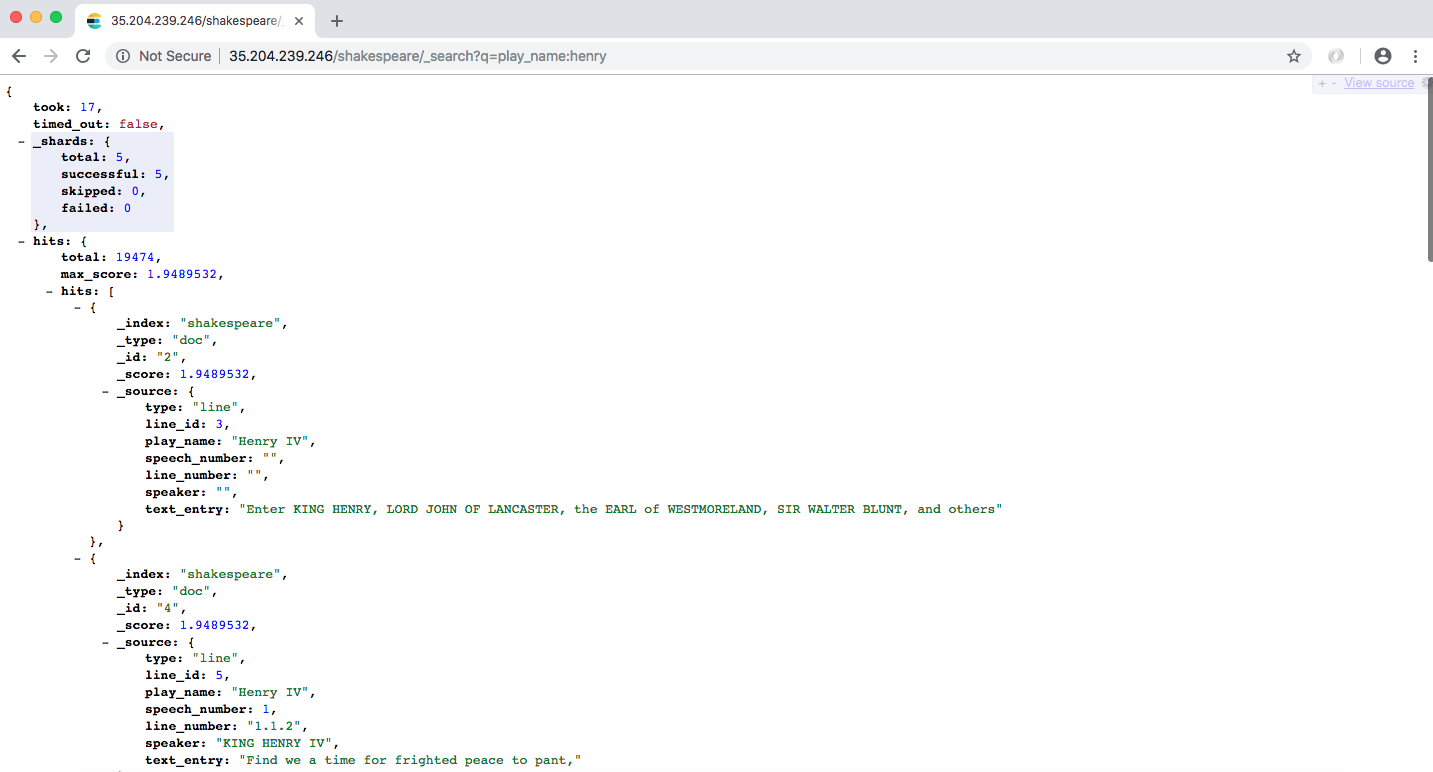 35.204.239.246/shakespeare/_
Not Secure 35.204.239.246/shakespeare/_search?q=play_name:henry
+ - View source
{
took: 17,
timed_out: false,
- _shards: {
total: 5,
successful: 5,
skipped: 0,
failed: 0
},
- hits: {
total: 19474,
max_score: 1.9489532,
- hits: [
- {
_index: "shakespeare",
_type: "doc",
_id: "2",
_score: 1.9489532,
- _source: {
type: "line",
line_id: 3,
play_name: "Henry IV",
speech_number: "",
line_number: "",
speaker: "",
text_entry: "Enter KING HENRY, LORD JOHN OF LANCASTER, the EARL of WESTMORELAND, SIR WALTER BLUNT, and others"
}
},
- {
_index: "shakespeare",
_type: "doc",
_id: "4",
_score: 1.9489532,
- _source: {
type: "line",
line_id: 5,
play_name: "Henry IV",
speech_number: 1,
line_number: "1.1.2",
speaker: "KING HENRY IV",
text_entry: "Find we a time for frighted peace to pant,"